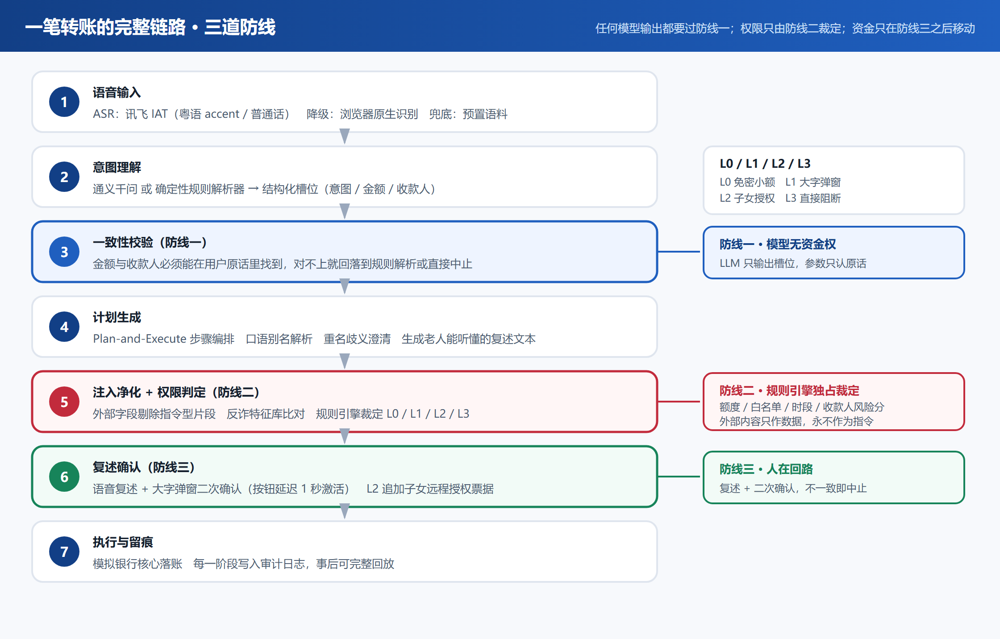 一笔转账的完整链路・三道防线
任何模型输出都要过防线一；权限只由防线二裁定；资金只在防线三之后移动
1
语音输入
ASR：讯飞 IAT（粤语 accent / 普通话）　降级：浏览器原生识别　兜底：预置语料
2
意图理解
通义千问 或 确定性规则解析器 → 结构化槽位（意图 / 金额 / 收款人）
L0 / L1 / L2 / L3
L0 免密小额　L1 大字弹窗
L2 子女授权　L3 直接阻断
3
一致性校验（防线一）
金额与收款人必须能在用户原话里找到，对不上就回落到规则解析或直接中止
防线一・模型无资金权
LLM 只输出槽位，参数只认原话
4
计划生成
Plan-and-Execute 步骤编排　口语别名解析　重名歧义澄清　生成老人能听懂的复述文本
5
注入净化 + 权限判定（防线二）
外部字段剔除指令型片段　反诈特征库比对　规则引擎裁定 L0 / L1 / L2 / L3
防线二・规则引擎独占裁定
额度 / 白名单 / 时段 / 收款人风险分
外部内容只作数据，永不作为指令
6
复述确认（防线三）
语音复述 + 大字弹窗二次确认（按钮延迟 1 秒激活）　L2 追加子女远程授权票据
防线三・人在回路
复述 + 二次确认，不一致即中止
7
执行与留痕
模拟银行核心落账　每一阶段写入审计日志，事后可完整回放